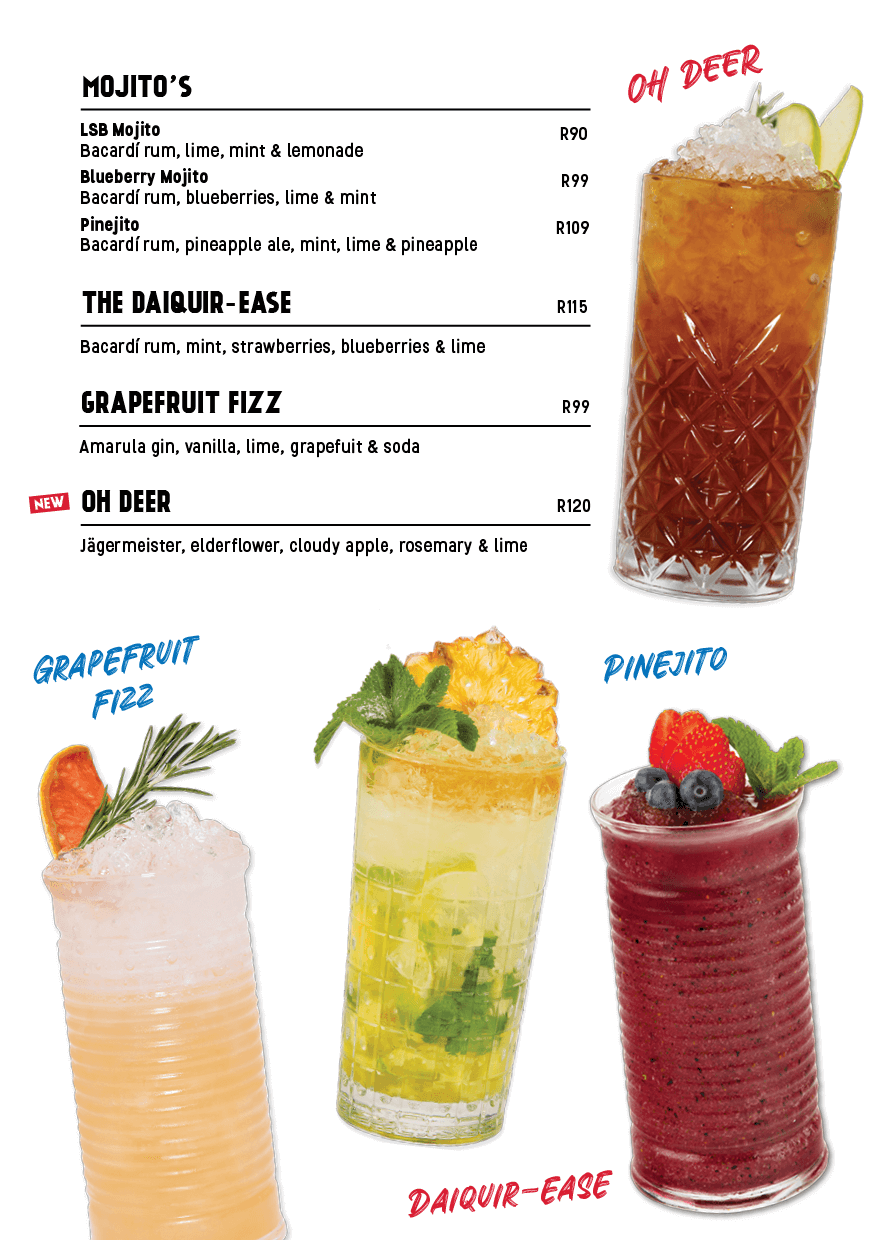 MOJITO'S
LSB Mojito R90
Bacardí rum, lime, mint & lemonade
Blueberry Mojito R99
Bacardí rum, blueberries, lime & mint
Pinejito R109
Bacardí rum, pineapple ale, mint, lime & pineapple
THE DAIQUIR-EASE R115
Bacardí rum, mint, strawberries, blueberries & lime
GRAPEFRUIT FIZZ R99
Amarula gin, vanilla, lime, grapefuit & soda
NEW OH DEER R120
Jägermeister, elderflower, cloudy apple, rosemary & lime
OH DEER
GRAPEFRUIT
FIZZ
PINEJITO
DAIQUIR-EASE